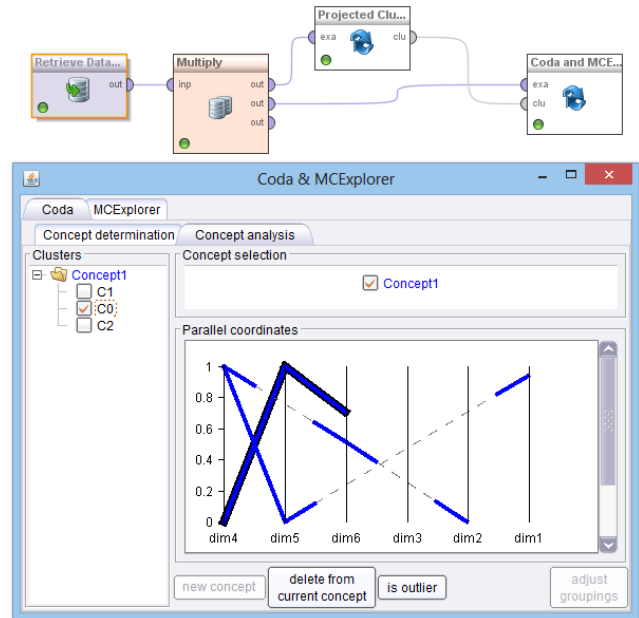 Projected Clu...
exa
clu
Retrieve Data...
out
Multiply
inp
out
out
out
Coda and MCE...
exa
clu
Coda & MCExplorer
Coda
MCExplorer
Concept determination
Concept analysis
Clusters
Concept1
C1
C0
C2
Concept selection
Concept1
Parallel coordinates
1
0.8
0.6
0.4
0.2
0
dim4
dim5
dim6
dim3
dim2
dim1
new concept
delete from
current concept
is outlier
adjust
groupings